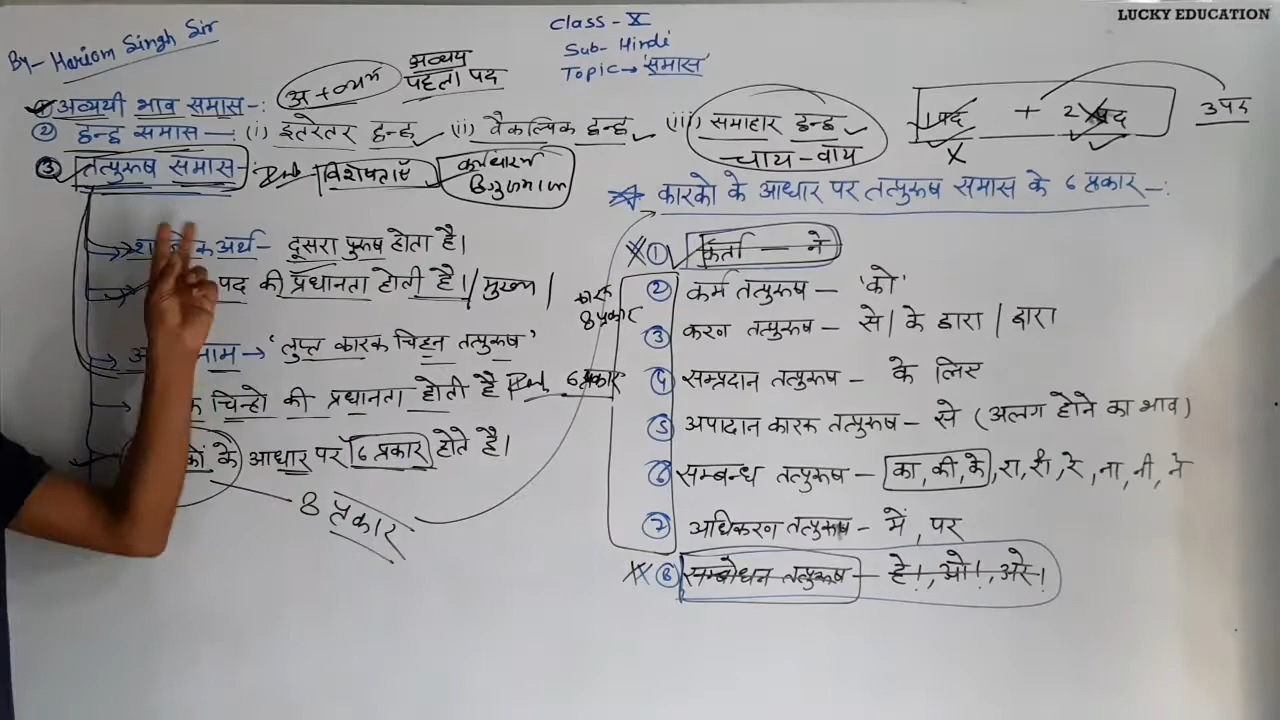 LUCKY EDUCATION
By- Hariom Singh Sir
Class - X
Sub- Hindi
Topic→ समास
अव्यय
पहला पद
① अव्ययी भाव समास-:
② द्वन्द्व समास -: (i) इतरेतर द्वन्द्व (ii) वैकल्पिक द्वन्द्व (iii) समाहार द्वन्द्व
चाय-वाय
1 पद + 2 पद 3 पद
③ तत्पुरुष समास-: विशेषताएँ
कारको के आधार पर तत्पुरुष समास के 6 प्रकार -:
अर्थ- दूसरा पुरुष होता है।
पद की प्रधानता होती है। / मुख्य |
नाम → 'लुप्त कारक चिह्न तत्पुरुष'
चिन्हो की प्रधानता होती है
6 प्रकार
के आधार पर 6 प्रकार होते है।
8 प्रकार
8 प्रकार
① कर्ता - ने
② कर्म तत्पुरुष - 'को'
③ करण तत्पुरुष - से / के द्वारा / द्वारा
④ सम्प्रदान तत्पुरुष - के लिए
⑤ अपादान कारक तत्पुरुष - से (अलग होने का भाव)
⑥ सम्बन्ध तत्पुरुष - का, की, के, रा, री, रे, ना, नी, ने
⑦ अधिकरण तत्पुरुष - में, पर
⑧ सम्बोधन तत्पुरुष - हे!, ओ!, अरे!